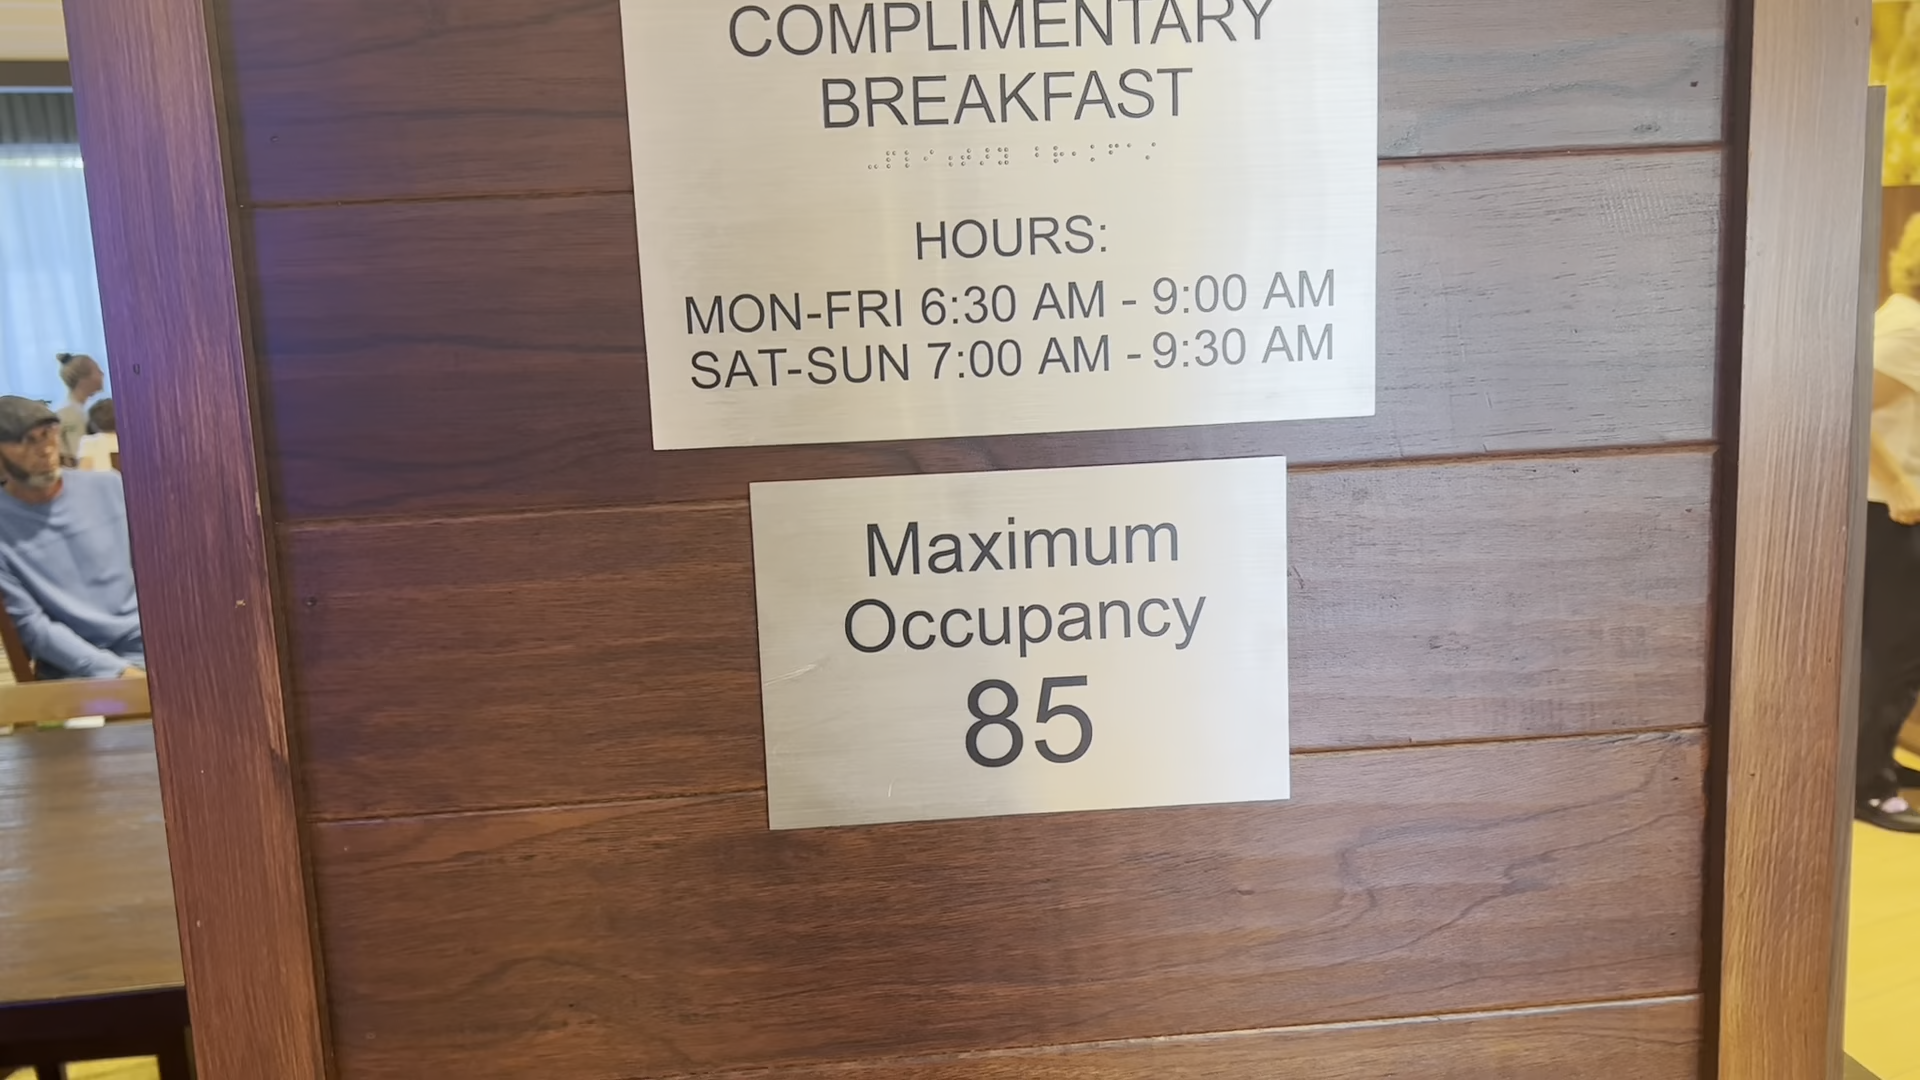 COMPLIMENTARY
BREAKFAST
HOURS:
MON-FRI 6:30 AM - 9:00 AM
SAT-SUN 7:00 AM - 9:30 AM
Maximum
Occupancy
85